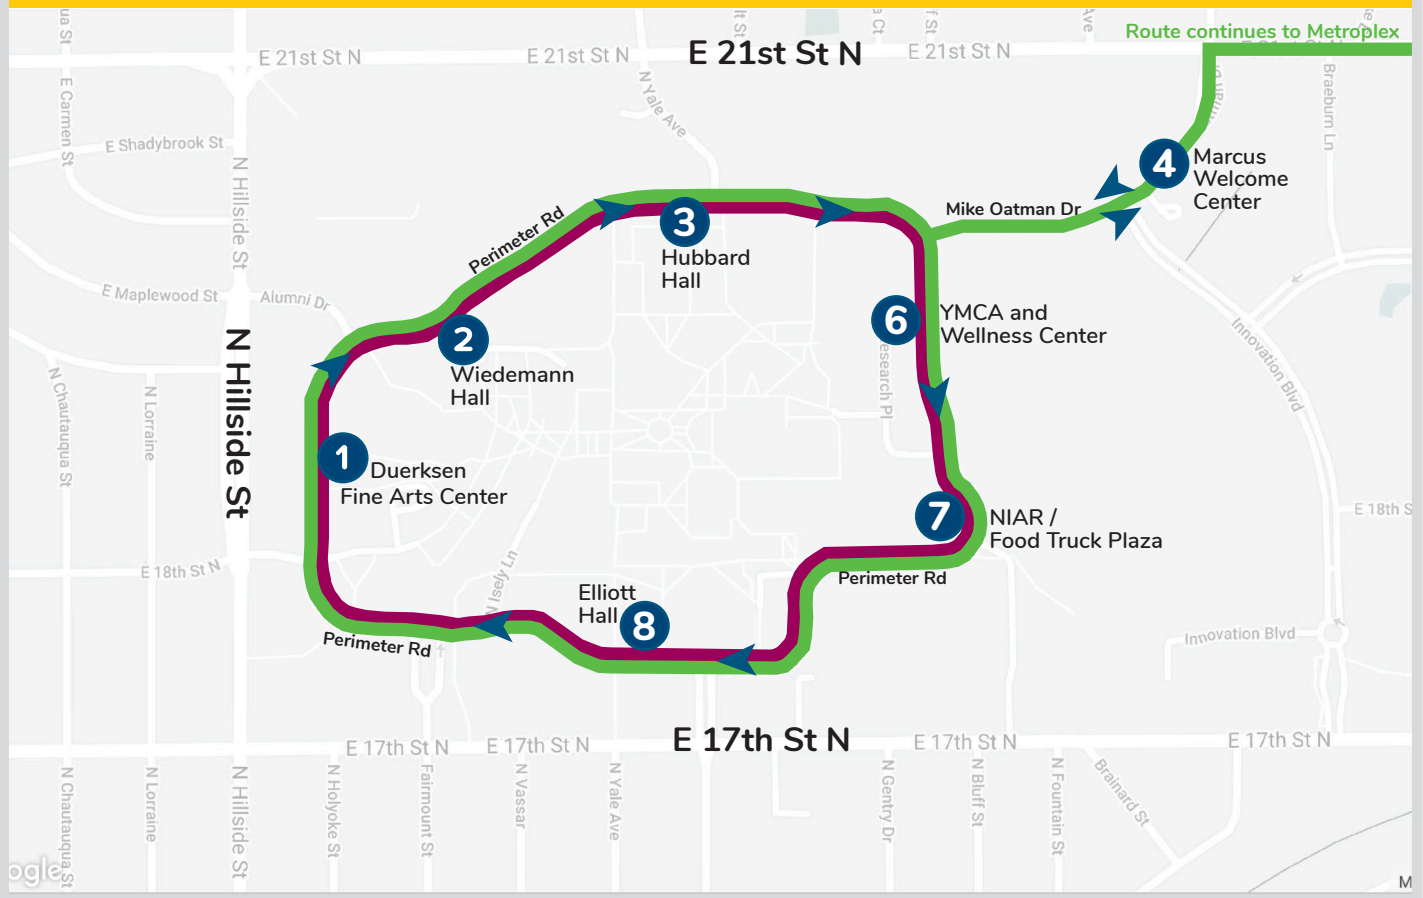 Route continues to Metroplex
E 21st St N
E 21st St N
E 21st St N
E 21st St N
E Carmen St
E Shadybrook St
N Hillside St
N Yale Ave
Braeburn Ln
4
Marcus
Welcome
Center
Mike Oatman Dr
Perimeter Rd
3
Hubbard
Hall
E Maplewood St
Alumni Dr
2
Wiedemann
Hall
6
YMCA and
Wellness Center
esearch Pl
Innovation Blvd
N Hillside St
N Chautauqua St
N Lorraine
1
Duerksen
Fine Arts Center
7
NIAR /
Food Truck Plaza
E 18th S
E 18th St N
N Isely Ln
Perimeter Rd
Elliott
Hall
8
Perimeter Rd
Innovation Blvd
E 17th St N
E 17th St N
E 17th St N
E 17th St N
E 17th St N
N Chautauqua St
N Lorraine
N Hillside St
N Holyoke St
Fairmount St
N Vassar
N Yale Ave
N Gentry Dr
N Bluff St
N Fountain St
Brainard St
ogle
M